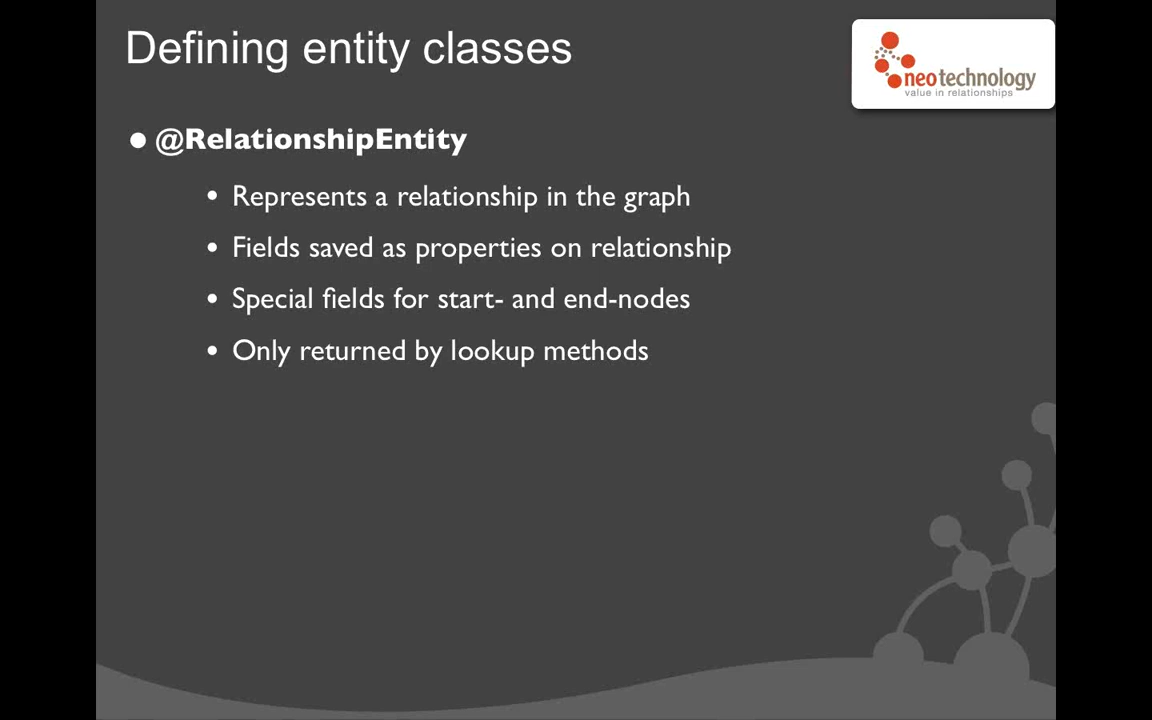 Defining entity classes
neotechnology
value in relationships
• @RelationshipEntity
• Represents a relationship in the graph
• Fields saved as properties on relationship
• Special fields for start- and end-nodes
• Only returned by lookup methods